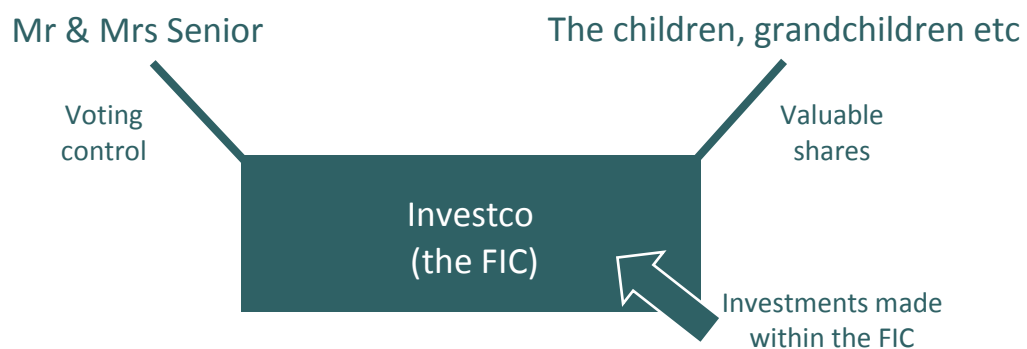 Mr & Mrs Senior
The children, grandchildren etc
Voting
control
Valuable
shares
Investco
(the FIC)
Investments made
within the FIC